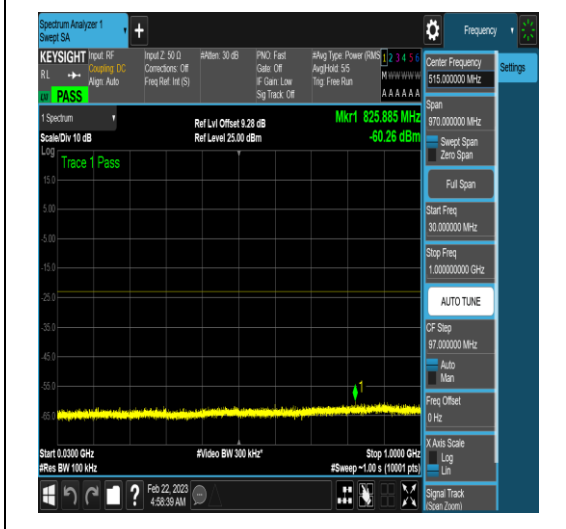 Spectrum Analyzer 1
Swept SA
+
Frequency
KEYSIGHT
RL
PASS
Input: RF
Coupling: DC
Align: Auto
Input Z: 50 Ω
Corrections: Off
Freq Ref: Int (S)
#Atten: 30 dB
PNO: Fast
Gate: Off
IF Gain: Low
Sig Track: Off
#Avg Type: Power (RMS
Avg|Hold: 5/5
Trig: Free Run
1 2 3 4 5 6
M W W W W W
A A A A A A
1 Spectrum
Scale/Div 10 dB
Ref Lvl Offset 9.28 dB
Ref Level 25.00 dBm
Mkr1 825.885 MHz
-60.26 dBm
Log
Trace 1 Pass
15.0
5.00
-5.00
-15.0
-25.0
-35.0
-45.0
-55.0
-65.0
1
Start 0.0300 GHz
#Res BW 100 kHz
#Video BW 300 kHz*
Stop 1.0000 GHz
#Sweep ~1.00 s (10001 pts)
?
Feb 22, 2023
4:58:39 AM
Center Frequency
515.000000 MHz
Settings
Span
970.000000 MHz
Swept Span
Zero Span
Full Span
Start Freq
30.000000 MHz
Stop Freq
1.000000000 GHz
AUTO TUNE
CF Step
97.000000 MHz
Auto
Man
Freq Offset
0 Hz
X Axis Scale
Log
Lin
Signal Track
(Span Zoom)